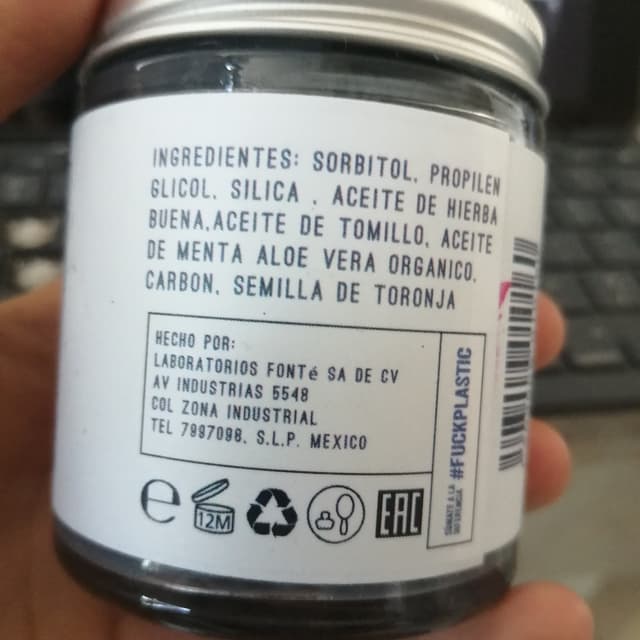 INGREDIENTES: SORBITOL, PROPILEN
GLICOL, SILICA , ACEITE DE HIERBA
BUENA,ACEITE DE TOMILLO, ACEITE
DE MENTA ALOE VERA ORGANICO,
CARBON, SEMILLA DE TORONJA
HECHO POR:
LABORATORIOS FONTé SA DE CV
AV INDUSTRIAS 5548
COL ZONA INDUSTRIAL
TEL 7997098, S.L.P. MEXICO
SUMATE A LA
#FUCKPLASTIC
e
12M
EAC